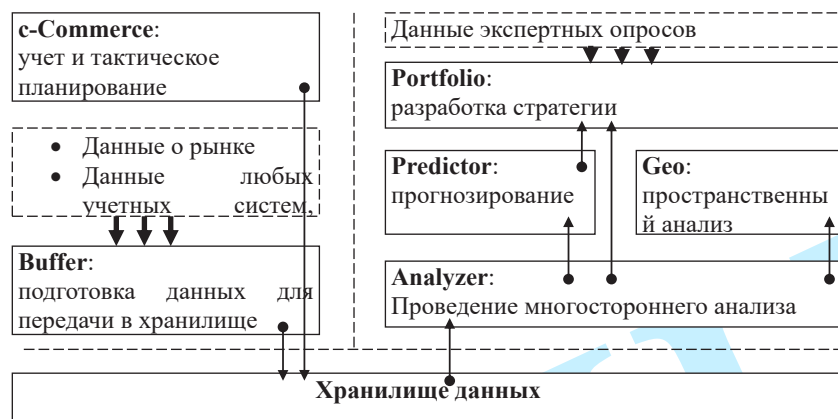 c-Commerce:
учет и тактическое
планирование
• Данные о рынке
• Данные любых
учетных систем,
Buffer:
подготовка данных для
передачи в хранилище
Данные экспертных опросов
Portfolio:
разработка стратегии
Predictor:
прогнозирование
Geo:
пространственны
й анализ
Analyzer:
Проведение многостороннего анализа
Хранилище данных